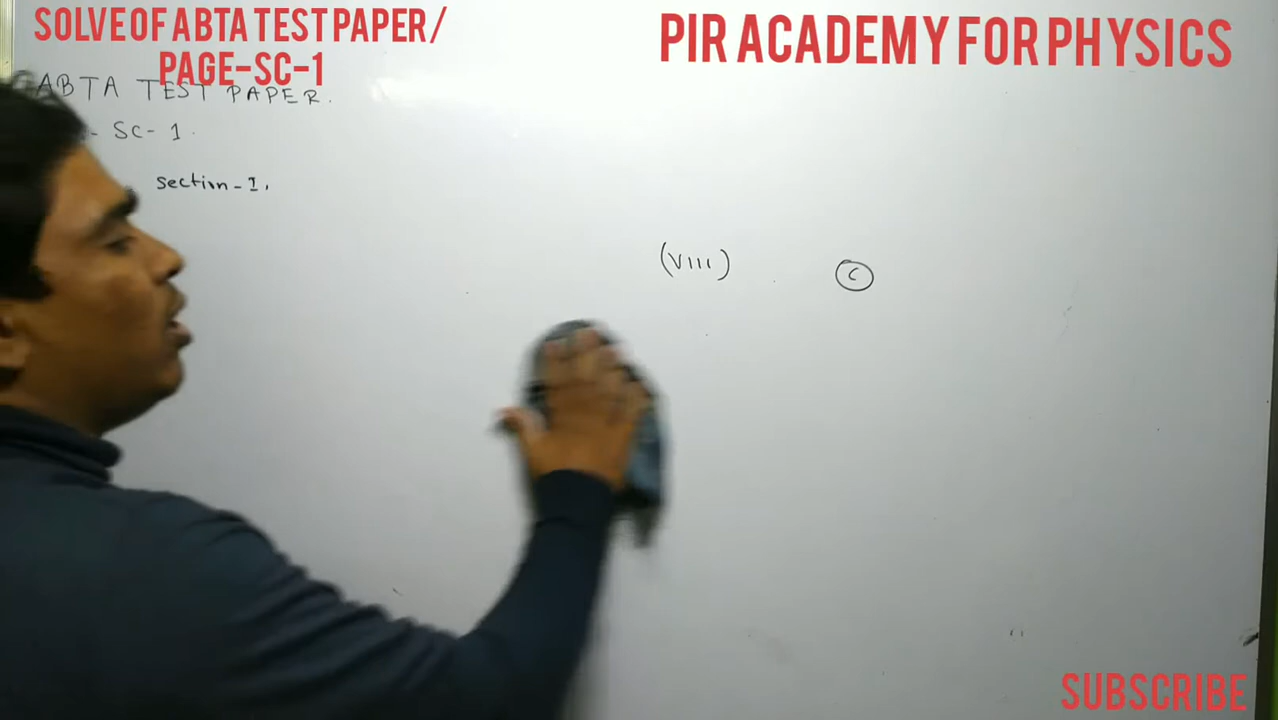 SOLVE OF ABTA TEST PAPER /
PAGE-SC-1
PIR ACADEMY FOR PHYSICS
ABTA TEST PAPER.
- SC- 1.
section-I.
(VIII) C
SUBSCRIBE